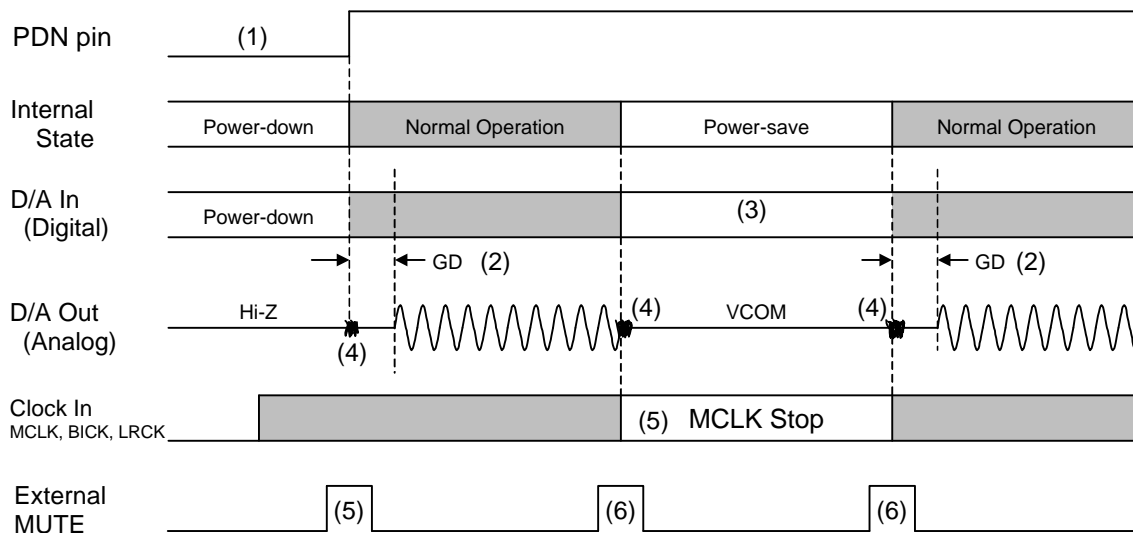 PDN pin
(1)
Internal
State
Power-down
Normal Operation
Power-save
Normal Operation
D/A In
(Digital)
Power-down
(3)
GD (2)
GD (2)
D/A Out
(Analog)
Hi-Z
(4)
(4)
VCOM
(4)
Clock In
MCLK, BICK, LRCK
(5) MCLK Stop
External
MUTE
(5)
(6)
(6)